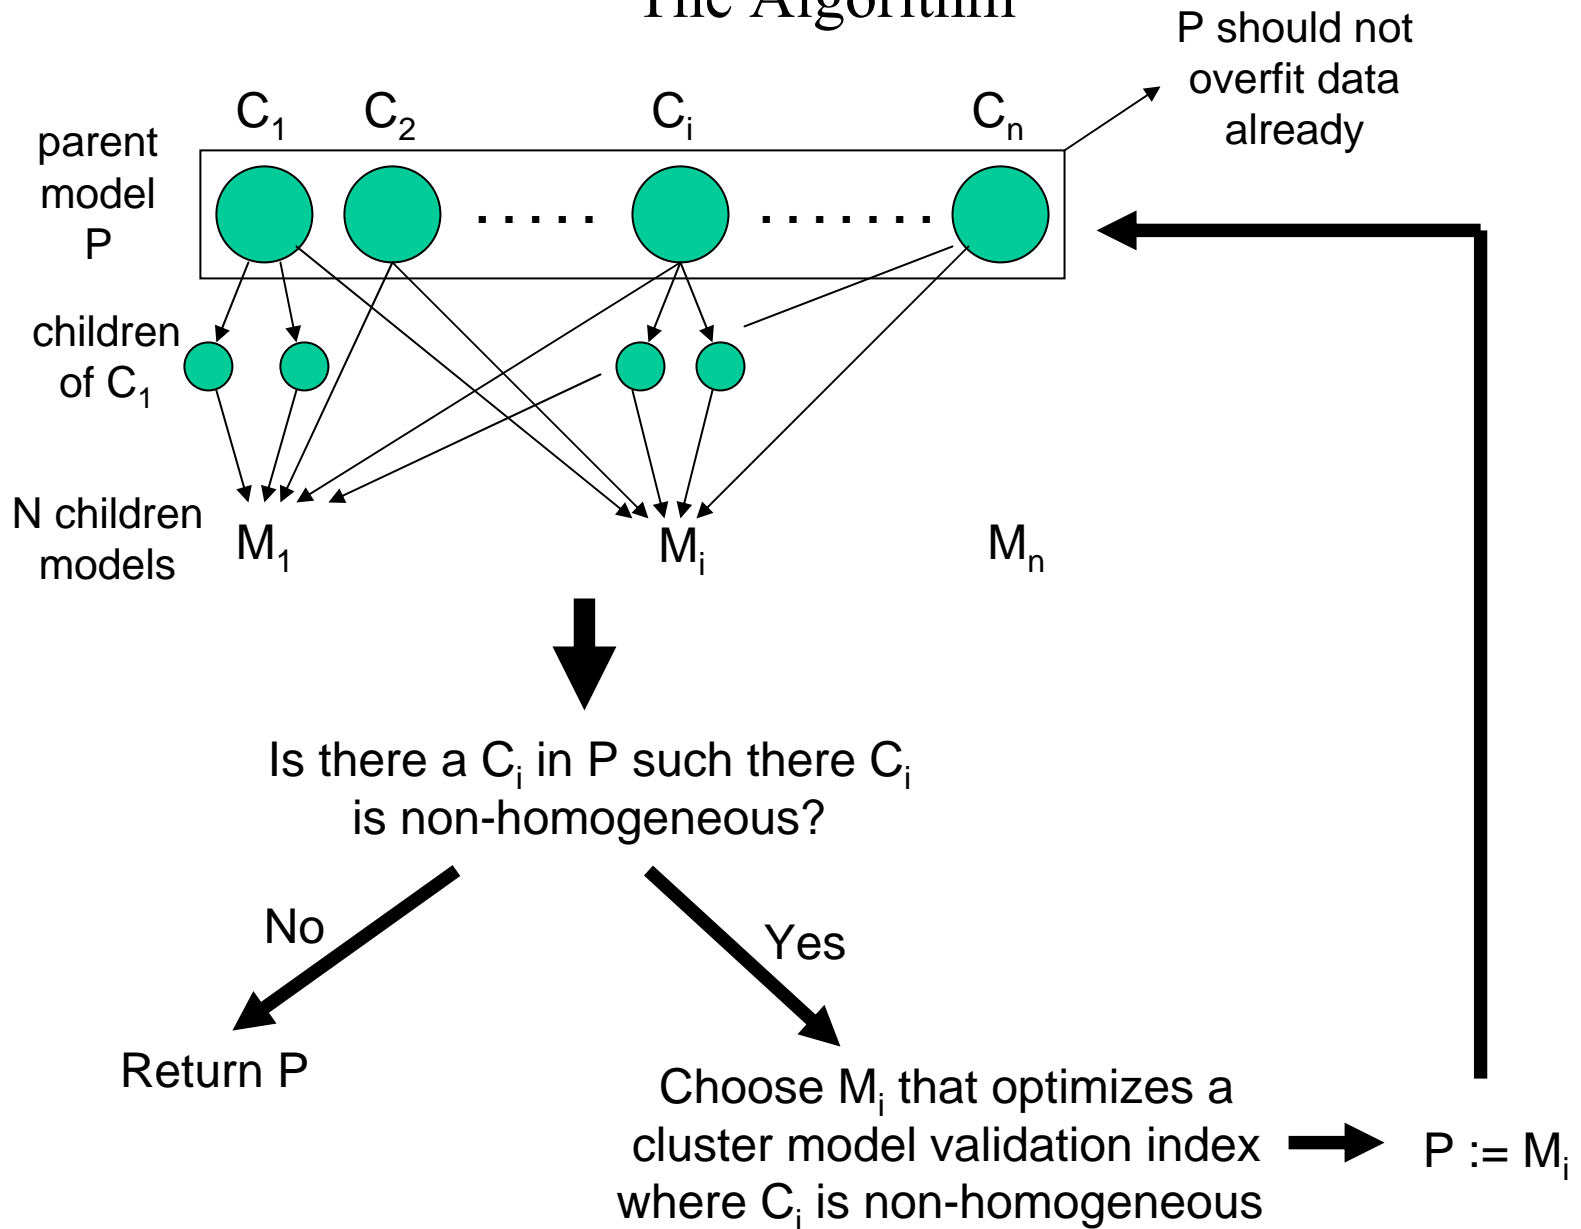 The Algorithm
P should not
overfit data
already
C1 C2 Ci Cn
parent
model
P
.....
.......
children
of C1
N children
models
M1 Mi Mn
Is there a Ci in P such there Ci
is non-homogeneous?
No
Yes
Return P
Choose Mi that optimizes a
cluster model validation index
where Ci is non-homogeneous
P := Mi